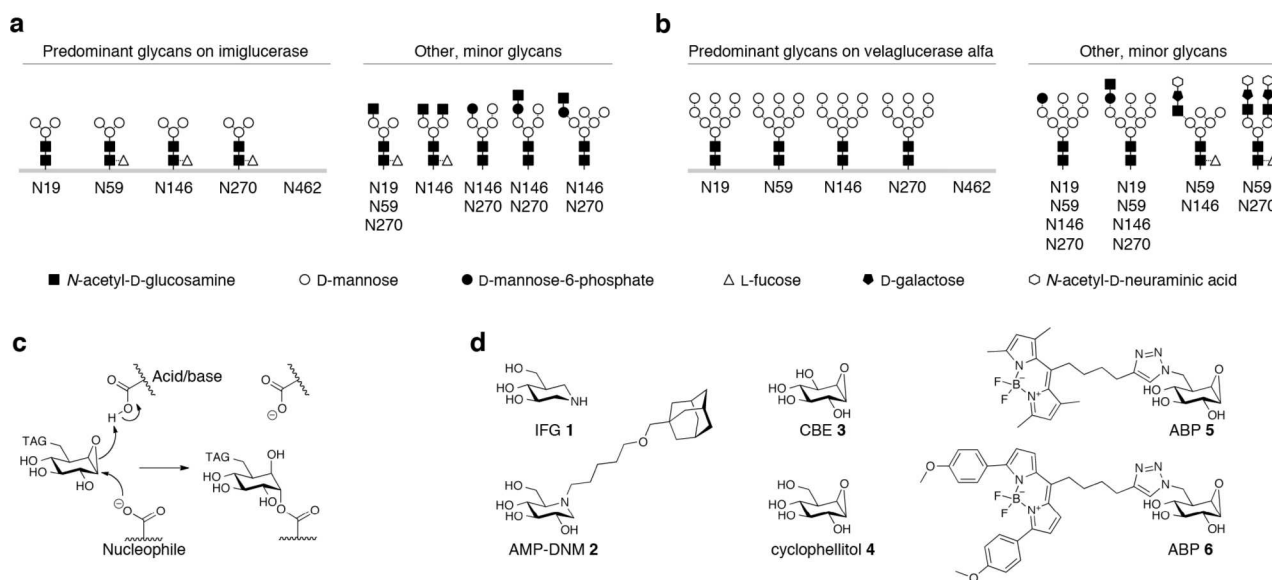 a
Predominant glycans on imiglucerase
Other, minor glycans
N19 N59 N146 N270 N462
N19 N146 N146 N146 N146
N59 N270 N270 N270
N270
b
Predominant glycans on velaglucerase alfa
Other, minor glycans
N19 N59 N146 N270 N462
N19 N19 N59 N59
N59 N59 N146 N270
N146 N146
N270 N270
N-acetyl-D-glucosamine D-mannose D-mannose-6-phosphate L-fucose D-galactose N-acetyl-D-neuraminic acid
c
Acid/base
O
O
H
O
O
TAG
O
HO
HO
OH
TAG
OH
HO
HO
HO
O
O
O
O
Nucleophile
d
HO
HO
HO
NH
IFG 1
O
HO
N
HO
HO
OH
AMP-DNM 2
HO
O
HO
HO
OH
CBE 3
HO
O
HO
HO
OH
cyclophellitol 4
N=N
N
F
B⁻
F
N⁺
O
HO
HO
OH
ABP 5
O
N=N
N
F
B⁻
F
N⁺
O
HO
HO
OH
O
ABP 6